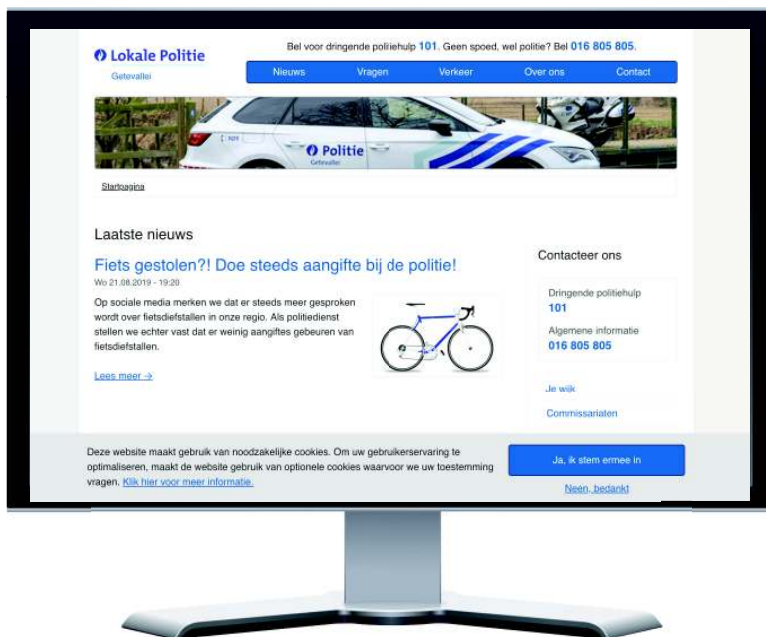 Lokale Politie
Getevallei
Bel voor dringende politiehulp 101. Geen spoed, wel politie? Bel 016 805 805.
Nieuws Vragen Verkeer Over ons Contact
Politie
Getevallei
Startpagina
Laatste nieuws
Fiets gestolen?! Doe steeds aangifte bij de politie!
Wo 21.08.2019 - 19:20
Op sociale media merken we dat er steeds meer gesproken
wordt over fietsdiefstallen in onze regio. Als politiedienst
stellen we echter vast dat er weinig aangiftes gebeuren van
fietsdiefstallen.
Lees meer →
Contacteer ons
Dringende politiehulp
101
Algemene informatie
016 805 805
Je wijk
Commissariaten
Deze website maakt gebruik van noodzakelijke cookies. Om uw gebruikerservaring te
optimaliseren, maakt de website gebruik van optionele cookies waarvoor we uw toestemming
vragen. Klik hier voor meer informatie.
Ja, ik stem ermee in
Neen, bedankt